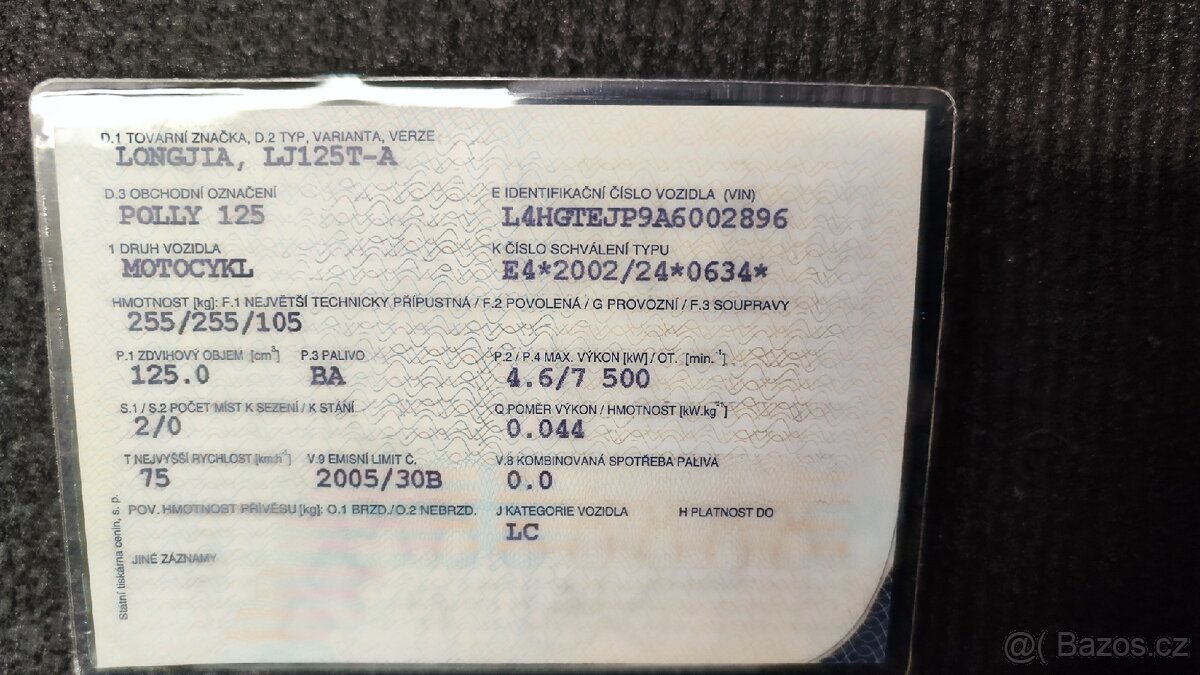 D.1 TOVÁRNÍ ZNAČKA, D.2 TYP, VARIANTA, VERZE
LONGJIA, LJ125T-A
D.3 OBCHODNÍ OZNAČENÍ E IDENTIFIKAČNÍ ČÍSLO VOZIDLA (VIN)
POLLY 125 L4HGTEJP9A6002896
1 DRUH VOZIDLA K ČÍSLO SCHVÁLENÍ TYPU
MOTOCYKL E4*2002/24*0634*
HMOTNOST [kg]: F.1 NEJVĚTŠÍ TECHNICKY PŘÍPUSTNÁ / F.2 POVOLENÁ / G PROVOZNÍ / F.3 SOUPRAVY
255/255/105
P.1 ZDVIHOVÝ OBJEM [cm³] P.3 PALIVO P.2 / P.4 MAX. VÝKON [kW] / OT. [min.⁻¹]
125.0 BA 4.6/7 500
S.1 / S.2 POČET MÍST K SEZENÍ / K STÁNÍ Q POMĚR VÝKON / HMOTNOST [kW.kg⁻¹]
2/0 0.044
T NEJVYŠŠÍ RYCHLOST [km.h⁻¹] V.9 EMISNÍ LIMIT Č. V.8 KOMBINOVANÁ SPOTŘEBA PALIVA
75 2005/30B 0.0
POV. HMOTNOST PŘÍVĚSU [kg]: O.1 BRZD./O.2 NEBRZD. J KATEGORIE VOZIDLA H PLATNOST DO
LC
JINÉ ZÁZNAMY
Státní tiskárna cenin, s. p.
@( Bazos.cz